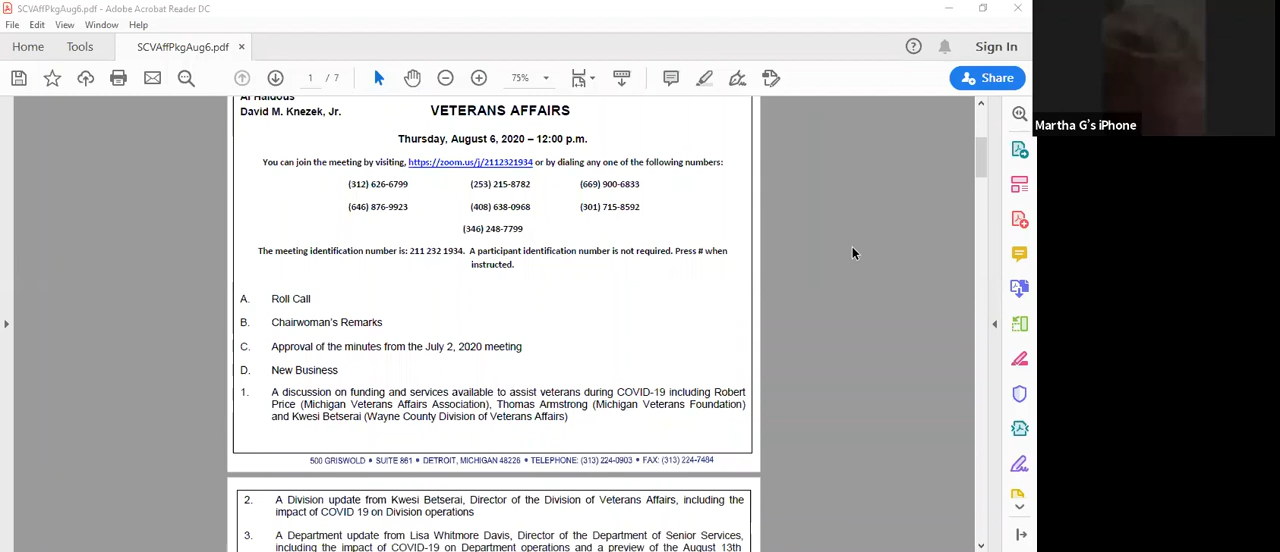 SCVAffPkgAug6.pdf - Adobe Acrobat Reader DC
File Edit View Window Help
Home Tools SCVAffPkgAug6.pdf × Sign In
1 / 7 75% Share
Martha G's iPhone
David M. Knezek, Jr. VETERANS AFFAIRS
Thursday, August 6, 2020 – 12:00 p.m.
You can join the meeting by visiting, https://zoom.us/j/2112321934 or by dialing any one of the following numbers:
(312) 626-6799 (253) 215-8782 (669) 900-6833
(646) 876-9923 (408) 638-0968 (301) 715-8592
(346) 248-7799
The meeting identification number is: 211 232 1934. A participant identification number is not required. Press # when
instructed.
A. Roll Call
B. Chairwoman's Remarks
C. Approval of the minutes from the July 2, 2020 meeting
D. New Business
1. A discussion on funding and services available to assist veterans during COVID-19 including Robert
Price (Michigan Veterans Affairs Association), Thomas Armstrong (Michigan Veterans Foundation)
and Kwesi Betserai (Wayne County Division of Veterans Affairs)
500 GRISWOLD • SUITE 861 • DETROIT, MICHIGAN 48226 • TELEPHONE: (313) 224-0903 • FAX: (313) 224-7484
2. A Division update from Kwesi Betserai, Director of the Division of Veterans Affairs, including the
impact of COVID 19 on Division operations
3. A Department update from Lisa Whitmore Davis, Director of the Department of Senior Services,
including the impact of COVID-19 on Department operations and a preview of the August 13th